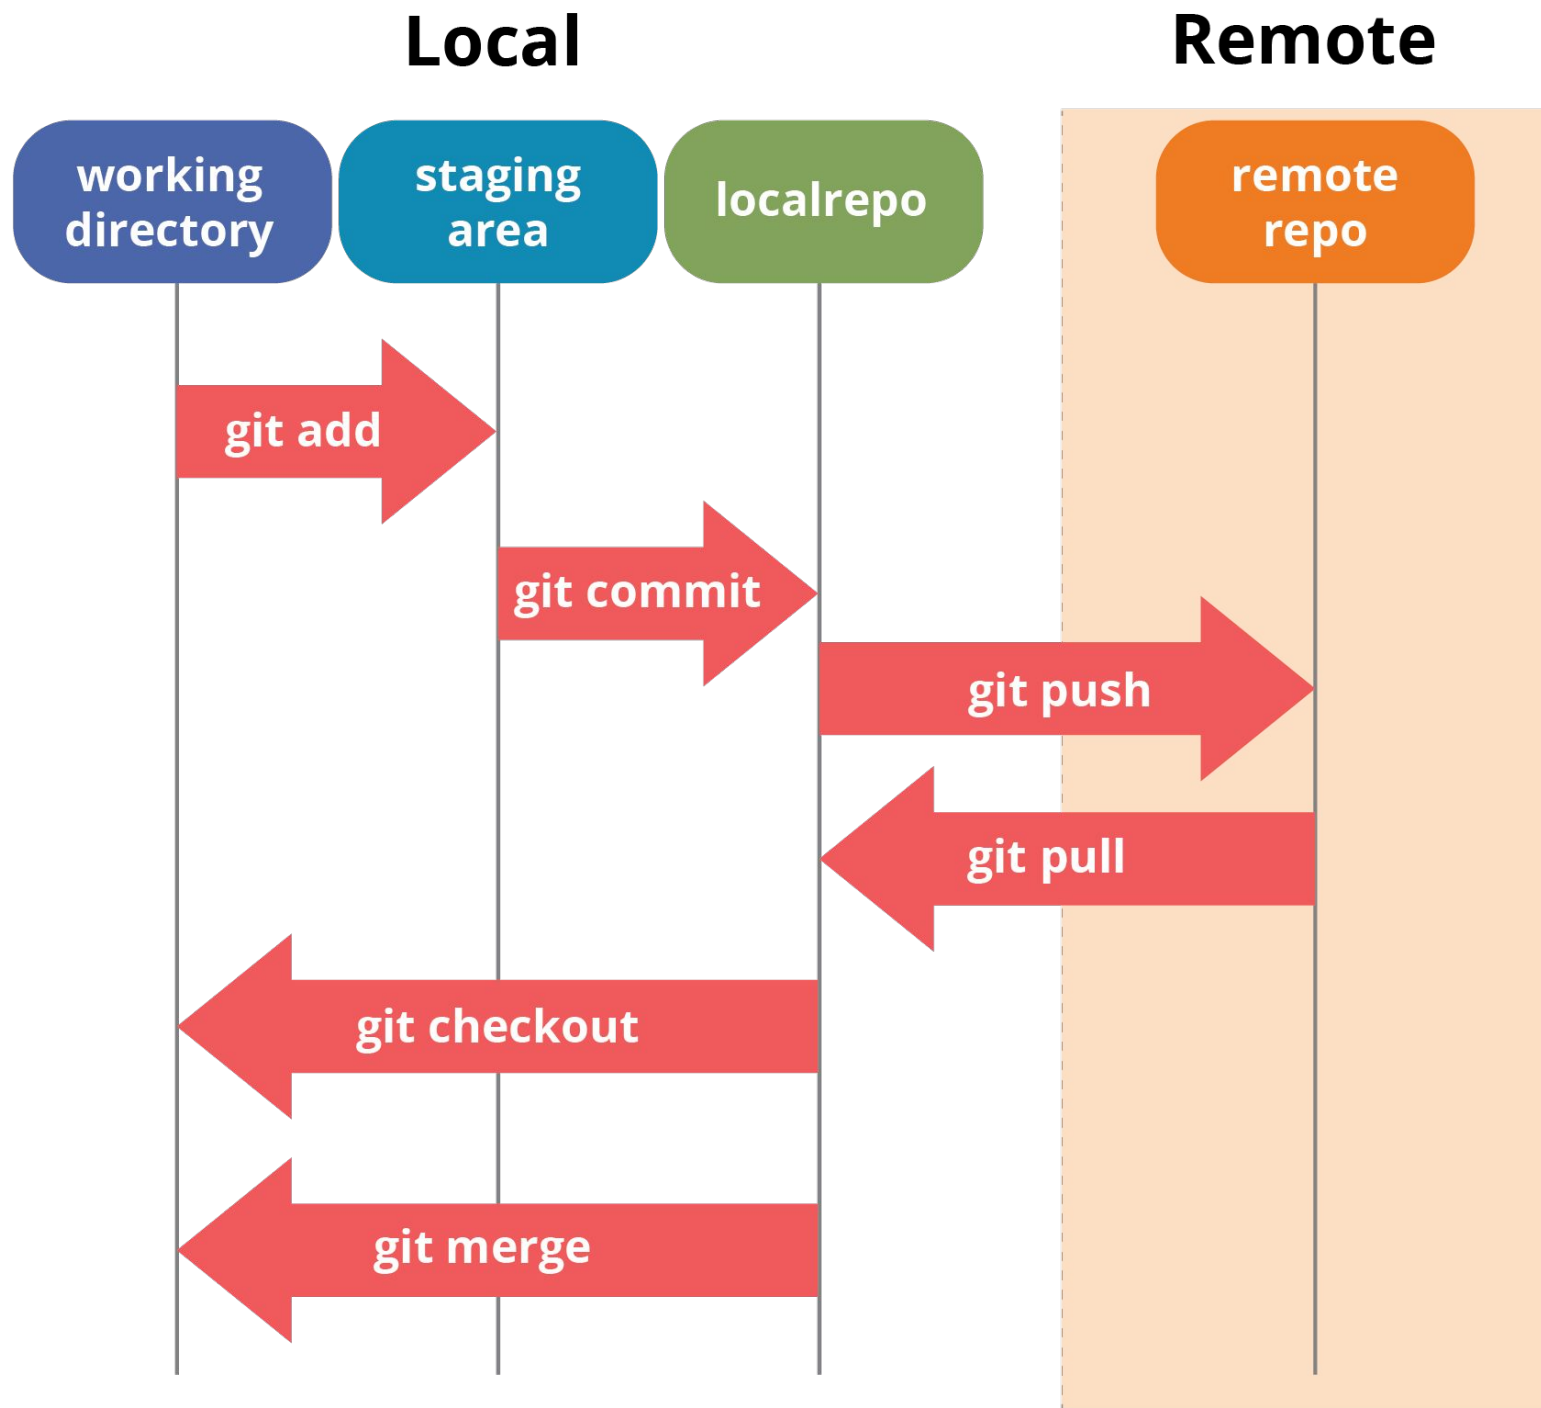 Local
Remote
working
directory
staging
area
localrepo
remote
repo
git add
git commit
git push
git pull
git checkout
git merge